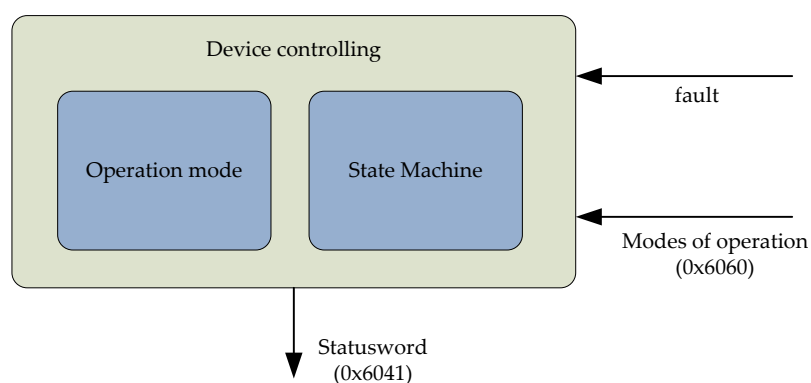 Device controlling
fault
Operation mode
State Machine
Modes of operation
(0x6060)
Statusword
(0x6041)